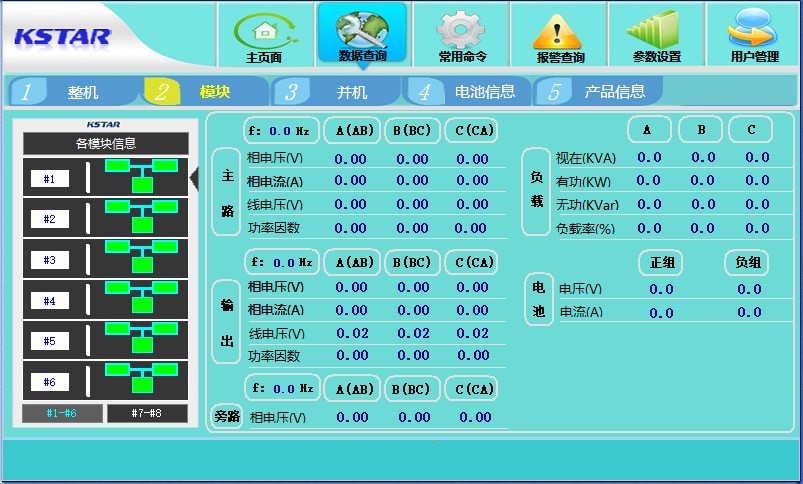 KSTAR
主页面 数据查询 常用命令 报警查询 参数设置 用户管理
1 整机 2 模块 3 并机 4 电池信息 5 产品信息
KSTAR
各模块信息
#1
#2
#3
#4
#5
#6
#1-#6 #7-#8
主路
f: 0.0 Hz A(AB) B(BC) C(CA)
相电压(V) 0.00 0.00 0.00
相电流(A) 0.00 0.00 0.00
线电压(V) 0.00 0.00 0.00
功率因数 0.00 0.00 0.00
输出
f: 0.0 Hz A(AB) B(BC) C(CA)
相电压(V) 0.00 0.00 0.00
相电流(A) 0.00 0.00 0.00
线电压(V) 0.02 0.02 0.02
功率因数 0.00 0.00 0.00
旁路
f: 0.0 Hz A(AB) B(BC) C(CA)
相电压(V) 0.00 0.00 0.00
负载
A B C
视在(KVA) 0.0 0.0 0.0
有功(KW) 0.0 0.0 0.0
无功(KVar) 0.0 0.0 0.0
负载率(%) 0.0 0.0 0.0
电池
正组 负组
电压(V) 0.0 0.0
电流(A) 0.0 0.0